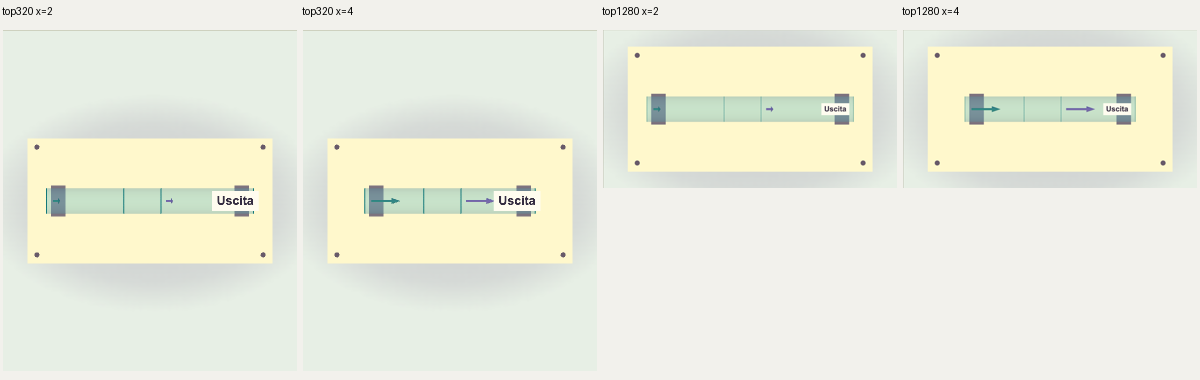 top320 x=2
top320 x=4
top1280 x=2
top1280 x=4
Uscita
Uscita
Uscita
Uscita